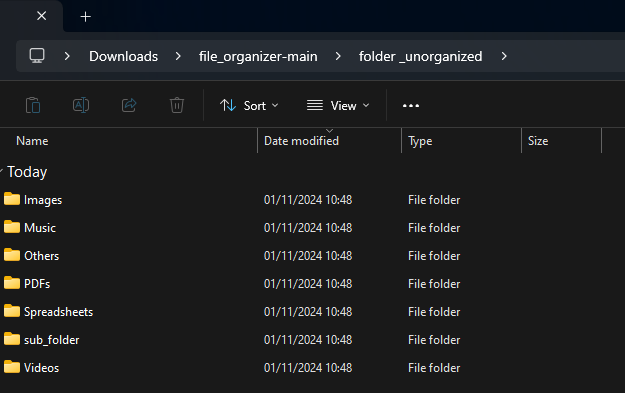 Downloads > file_organizer-main > folder _unorganized >
Sort View
Name Date modified Type Size
Today
Images 01/11/2024 10:48 File folder
Music 01/11/2024 10:48 File folder
Others 01/11/2024 10:48 File folder
PDFs 01/11/2024 10:48 File folder
Spreadsheets 01/11/2024 10:48 File folder
sub_folder 01/11/2024 10:48 File folder
Videos 01/11/2024 10:48 File folder